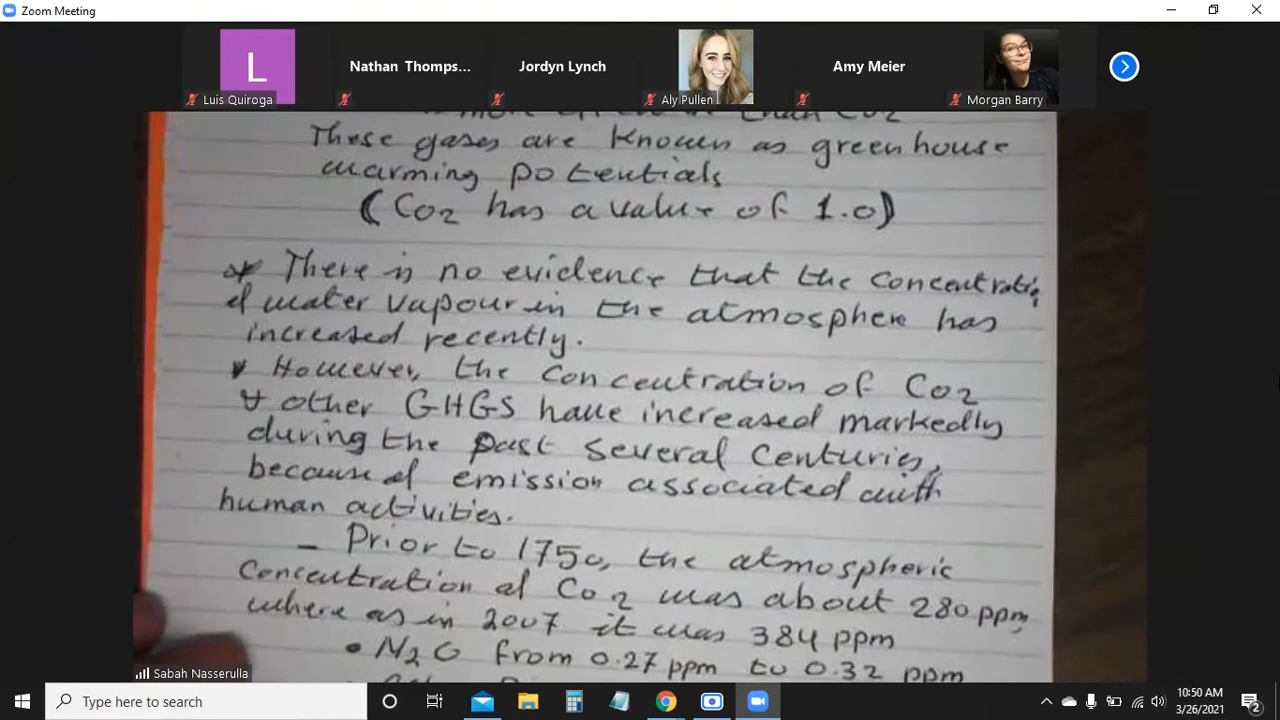 Zoom Meeting
L
Luis Quiroga
Nathan Thomps...
Jordyn Lynch
Aly Pullen
Amy Meier
Morgan Barry
than CO2
These gases are known as greenhouse
warming potentials
(CO2 has a value of 1.0)
There is no evidence that the concentratio
of water vapour in the atmosphere has
increased recently.
However, the concentration of CO2
other GHGS have increased markedly
during the past several centuries,
because of emission associated with
human activities.
- Prior to 1750, the atmospheric
concentration of CO2 was about 280 ppm,
where as in 2007 it was 384 ppm
• N2O from 0.27 ppm to 0.32 ppm
Sabah Nasserulla
Type here to search
10:50 AM
3/26/2021
2